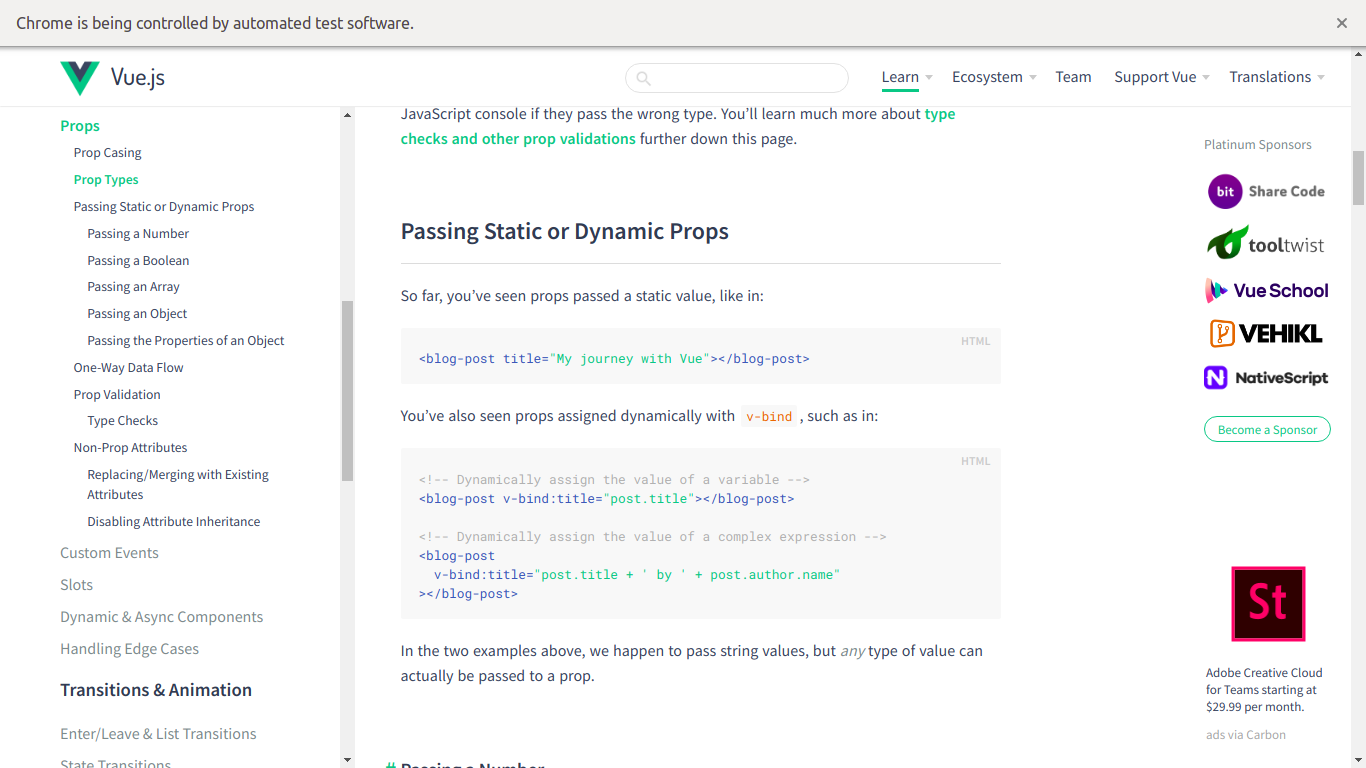 Chrome is being controlled by automated test software.
Vue.js
Learn
Ecosystem
Team
Support Vue
Translations
Props
Prop Casing
Prop Types
Passing Static or Dynamic Props
Passing a Number
Passing a Boolean
Passing an Array
Passing an Object
Passing the Properties of an Object
One-Way Data Flow
Prop Validation
Type Checks
Non-Prop Attributes
Replacing/Merging with Existing
Attributes
Disabling Attribute Inheritance
Custom Events
Slots
Dynamic & Async Components
Handling Edge Cases
Transitions & Animation
Enter/Leave & List Transitions
State Transitions
JavaScript console if they pass the wrong type. You’ll learn much more about type
checks and other prop validations further down this page.
Passing Static or Dynamic Props
So far, you’ve seen props passed a static value, like in:
HTML
<blog-post title="My journey with Vue"></blog-post>
You’ve also seen props assigned dynamically with v-bind , such as in:
HTML
<!-- Dynamically assign the value of a variable -->
<blog-post v-bind:title="post.title"></blog-post>
<!-- Dynamically assign the value of a complex expression -->
<blog-post
v-bind:title="post.title + ' by ' + post.author.name"
></blog-post>
In the two examples above, we happen to pass string values, but any type of value can
actually be passed to a prop.
# Passing a Number
Platinum Sponsors
bit Share Code
tooltwist
Vue School
VEHIKL
NativeScript
Become a Sponsor
St
Adobe Creative Cloud
for Teams starting at
$29.99 per month.
ads via Carbon